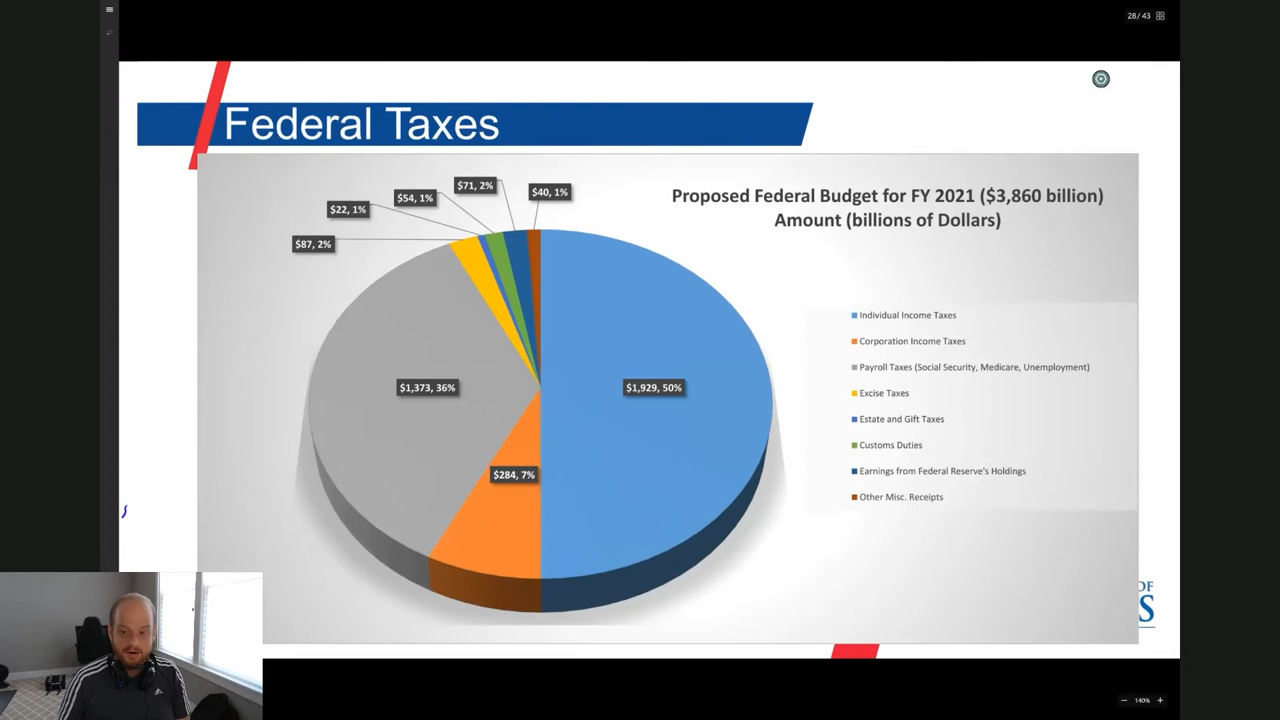 28/ 43
Federal Taxes
Proposed Federal Budget for FY 2021 ($3,860 billion)
Amount (billions of Dollars)
$71, 2%
$40, 1%
$54, 1%
$22, 1%
$87, 2%
$1,373, 36%
$1,929, 50%
$284, 7%
Individual Income Taxes
Corporation Income Taxes
Payroll Taxes (Social Security, Medicare, Unemployment)
Excise Taxes
Estate and Gift Taxes
Customs Duties
Earnings from Federal Reserve's Holdings
Other Misc. Receipts
OF
S
140%